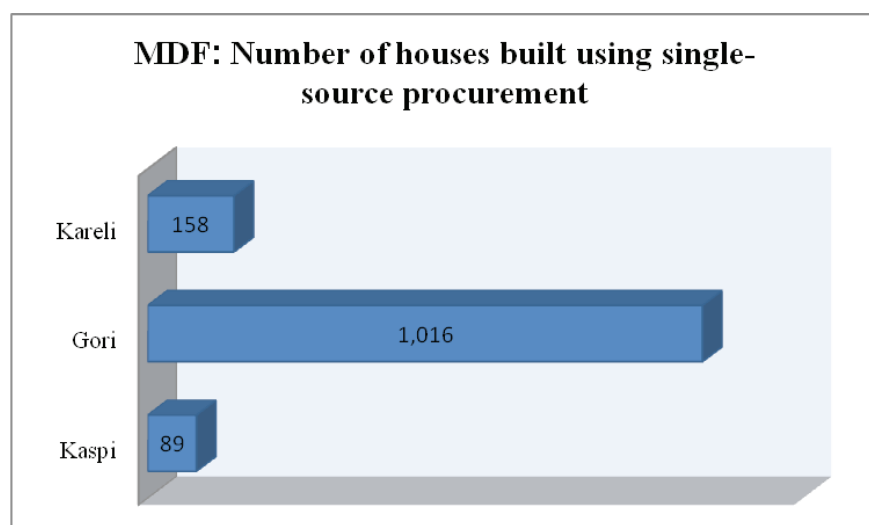 MDF: Number of houses built using single-
source procurement
Kareli
158
Gori
1,016
Kaspi
89